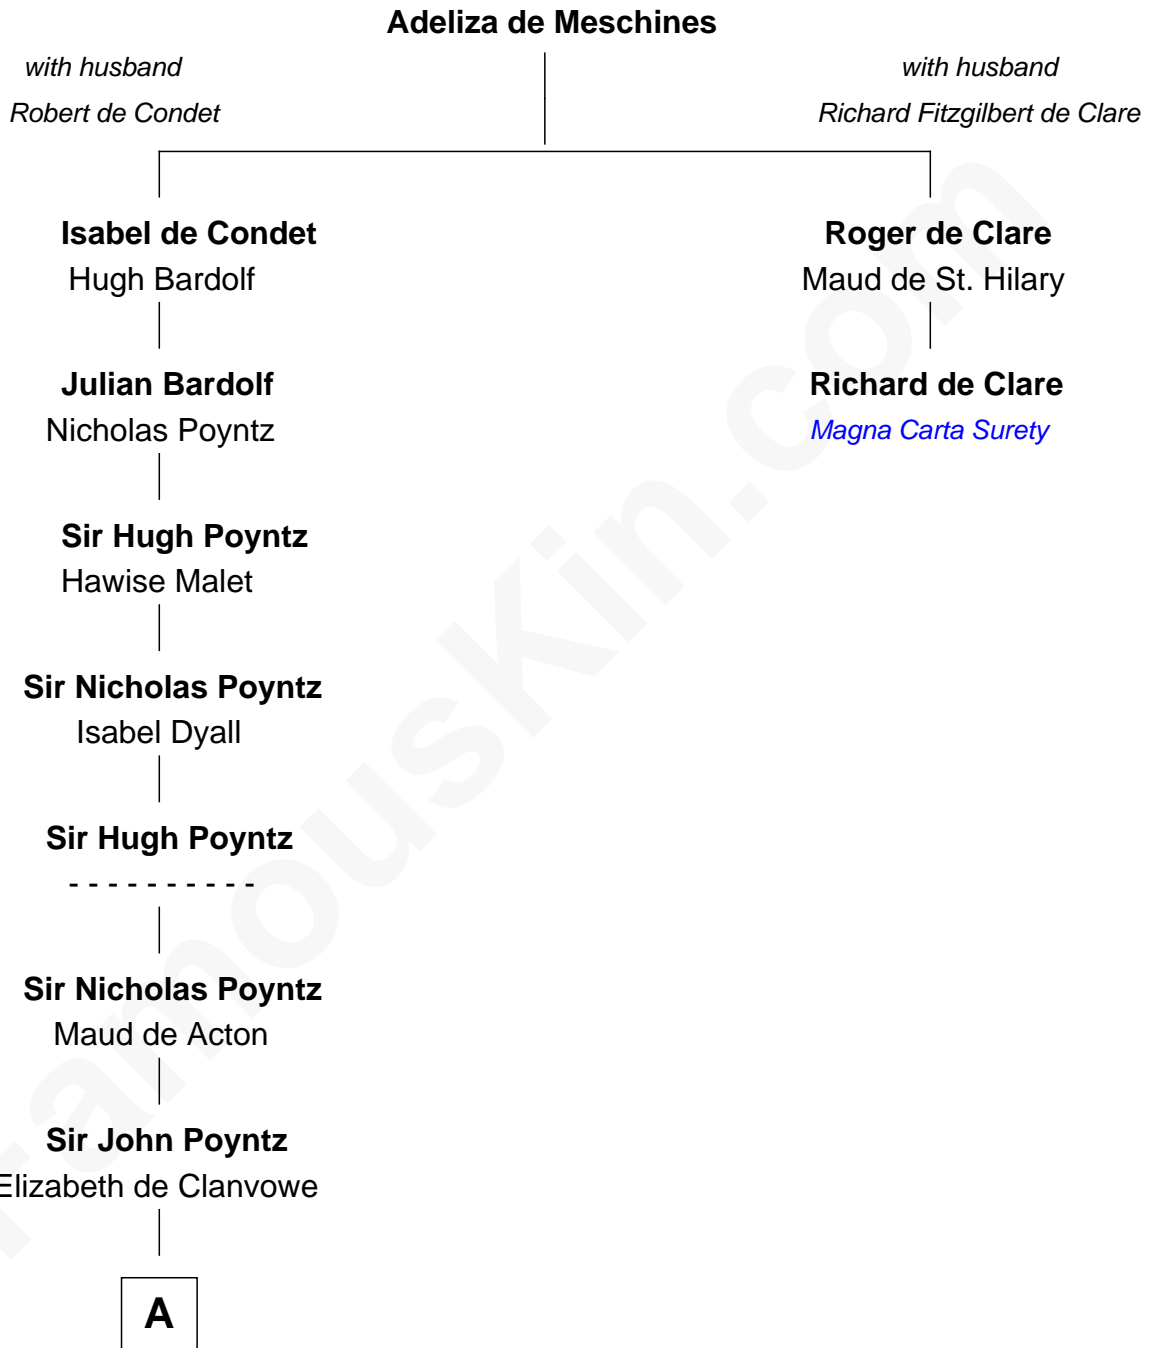 Adeliza de Meschines
with husband
Robert de Condet
with husband
Richard Fitzgilbert de Clare
Isabel de Condet
Hugh Bardolf
Julian Bardolf
Nicholas Poyntz
Sir Hugh Poyntz
Hawise Malet
Sir Nicholas Poyntz
Isabel Dyall
Sir Hugh Poyntz
- - - - - - - - - -
Sir Nicholas Poyntz
Maud de Acton
Sir John Poyntz
Elizabeth de Clanvowe
A
Roger de Clare
Maud de St. Hilary
Richard de Clare
Magna Carta Surety
FamousKin.com